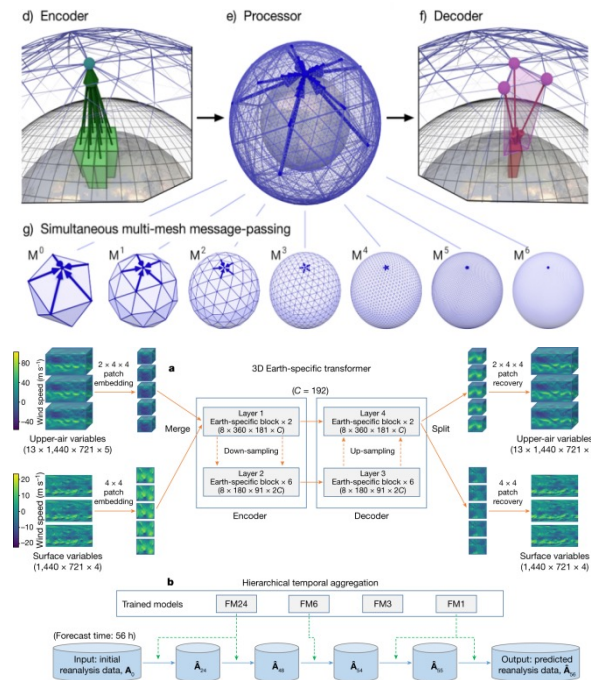 d) Encoder
e) Processor
f) Decoder
g) Simultaneous multi-mesh message-passing
M0
M1
M2
M3
M4
M5
M6
a
3D Earth-specific transformer
(C = 192)
80
40
0
−40
Wind speed (m s−1)
2 × 4 × 4
patch
embedding
Upper-air variables
(13 × 1,440 × 721 × 5)
Merge
Layer 1
Earth-specific block × 2
(8 × 360 × 181 × C)
Down-sampling
Layer 2
Earth-specific block × 6
(8 × 180 × 91 × 2C)
Encoder
Layer 4
Earth-specific block × 2
(8 × 360 × 181 × C)
Up-sampling
Layer 3
Earth-specific block × 6
(8 × 180 × 91 × 2C)
Decoder
Split
2 × 4 × 4
patch
recovery
Upper-air variables
(13 × 1,440 × 721 ×
20
10
0
−10
−20
Wind speed (m s−1)
4 × 4
patch
embedding
Surface variables
(1,440 × 721 × 4)
4 × 4
patch
recovery
Surface variables
(1,440 × 721 × 4)
b
Hierarchical temporal aggregation
Trained models
FM24
FM6
FM3
FM1
(Forecast time: 56 h)
Input: initial
reanalysis data, A0
Â24
Â48
Â54
Â55
Output: predicted
reanalysis data, Â56